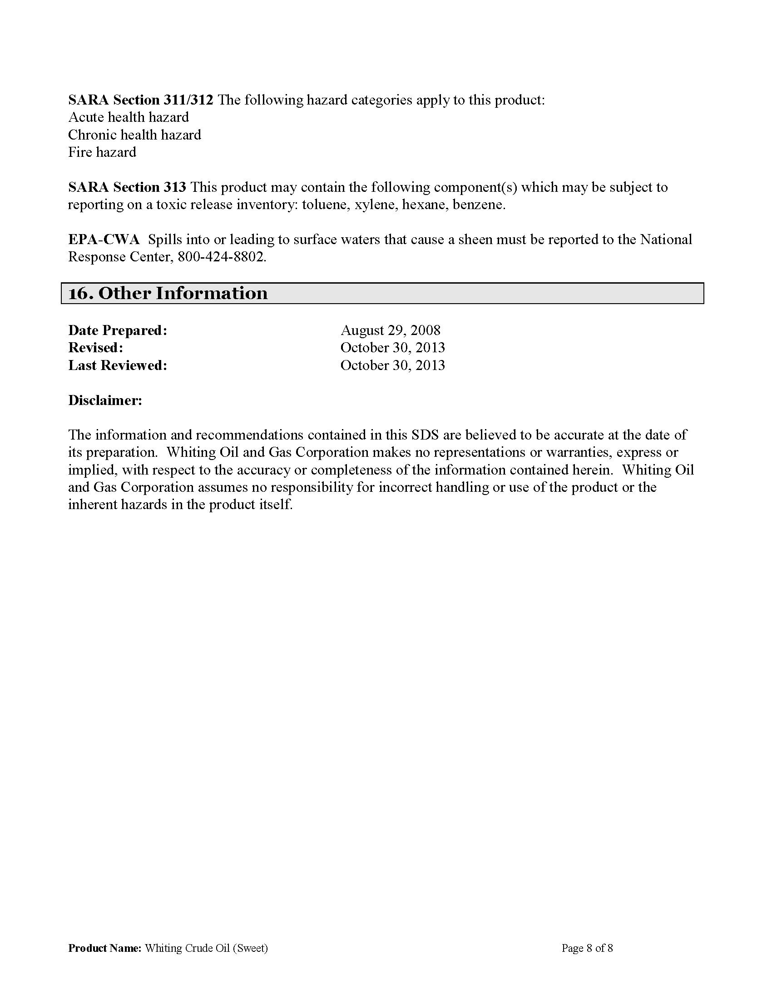 SARA Section 311/312 The following hazard categories apply to this product:
Acute health hazard
Chronic health hazard
Fire hazard
SARA Section 313 This product may contain the following component(s) which may be subject to
reporting on a toxic release inventory: toluene, xylene, hexane, benzene.
EPA-CWA  Spills into or leading to surface waters that cause a sheen must be reported to the National
Response Center, 800-424-8802.
16. Other Information
Date Prepared: August 29, 2008
Revised: October 30, 2013
Last Reviewed: October 30, 2013
Disclaimer:
The information and recommendations contained in this SDS are believed to be accurate at the date of
its preparation.  Whiting Oil and Gas Corporation makes no representations or warranties, express or
implied, with respect to the accuracy or completeness of the information contained herein.  Whiting Oil
and Gas Corporation assumes no responsibility for incorrect handling or use of the product or the
inherent hazards in the product itself.
Product Name: Whiting Crude Oil (Sweet) Page 8 of 8